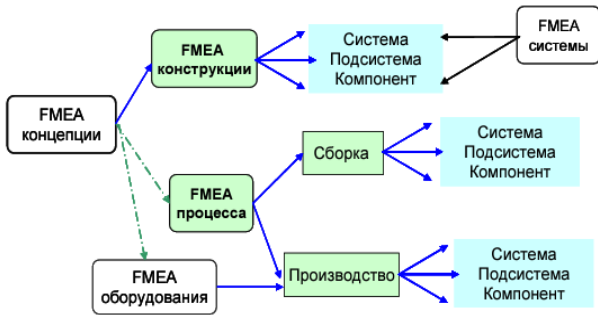 FMEA
конструкции
Система
Подсистема
Компонент
FMEA
системы
FMEA
концепции
Сборка
Система
Подсистема
Компонент
FMEA
процесса
FMEA
оборудования
Производство
Система
Подсистема
Компонент